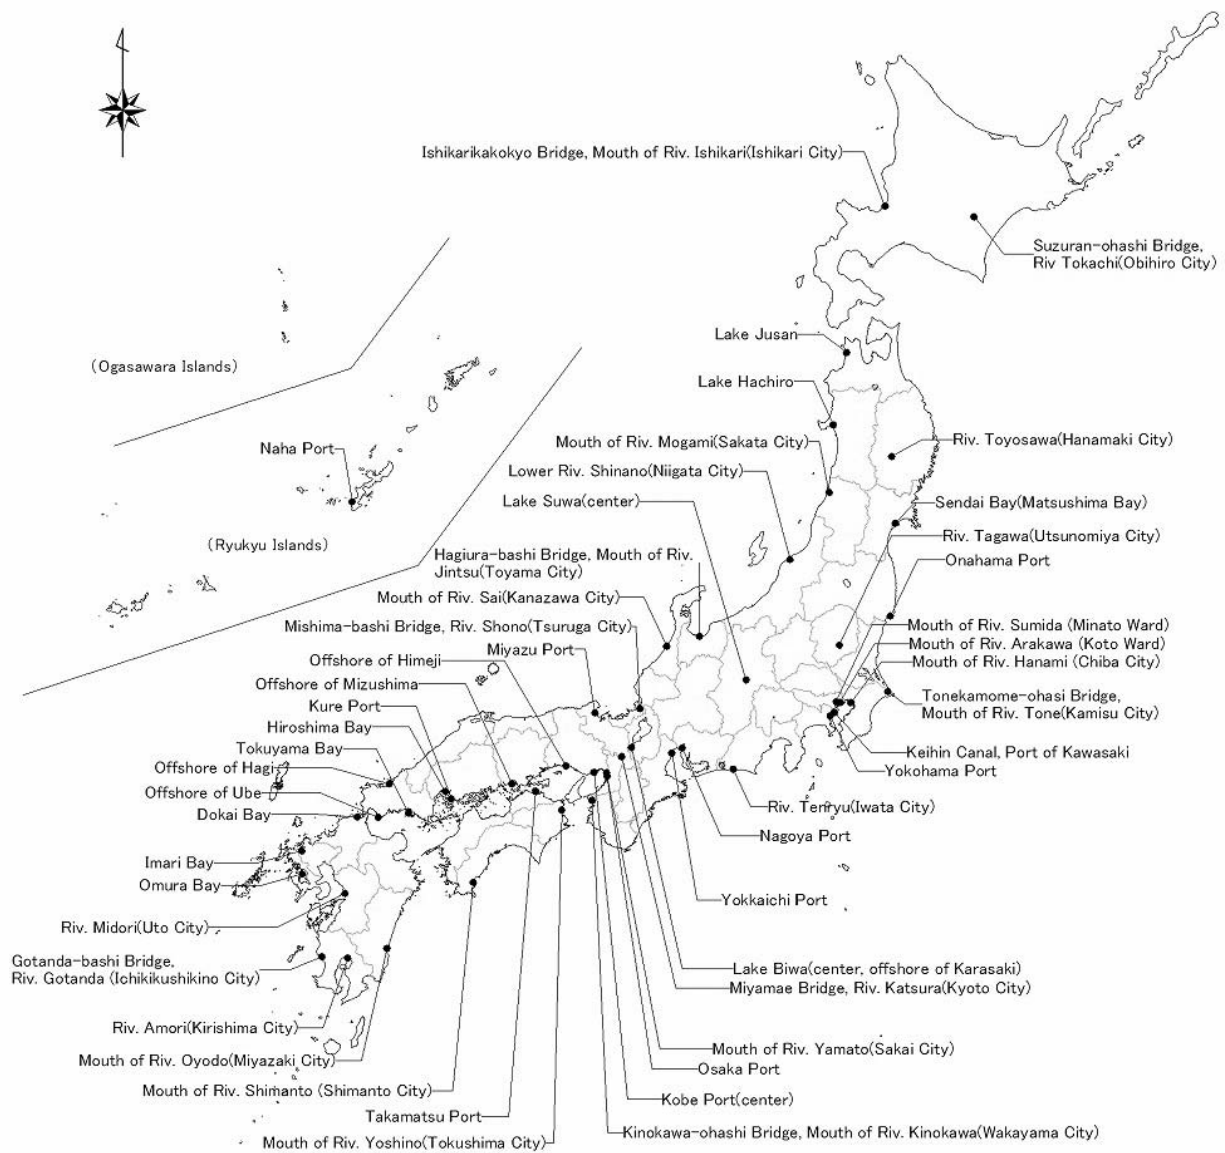 Ishikarikakokyo Bridge, Mouth of Riv. Ishikari(Ishikari City)
Suzuran-ohashi Bridge,
Riv Tokachi(Obihiro City)
Lake Jusan
(Ogasawara Islands)
Lake Hachiro
Naha Port
Mouth of Riv. Mogami(Sakata City)
Riv. Toyosawa(Hanamaki City)
Lower Riv. Shinano(Niigata City)
Lake Suwa(center)
Sendai Bay(Matsushima Bay)
Riv. Tagawa(Utsunomiya City)
(Ryukyu Islands)
Hagiura-bashi Bridge, Mouth of Riv.
Jintsu(Toyama City)
Onahama Port
Mouth of Riv. Sai(Kanazawa City)
Mishima-bashi Bridge, Riv. Shono(Tsuruga City)
Mouth of Riv. Sumida (Minato Ward)
Mouth of Riv. Arakawa (Koto Ward)
Miyazu Port
Offshore of Himeji
Mouth of Riv. Hanami (Chiba City)
Offshore of Mizushima
Tonekamome-ohasi Bridge,
Mouth of Riv. Tone(Kamisu City)
Kure Port
Hiroshima Bay
Tokuyama Bay
Keihin Canal, Port of Kawasaki
Offshore of Hagi
Yokohama Port
Offshore of Ube
Riv. Tenryu(Iwata City)
Dokai Bay
Nagoya Port
Imari Bay
Omura Bay
Yokkaichi Port
Riv. Midori(Uto City)
Gotanda-bashi Bridge,
Riv. Gotanda (Ichikikushikino City)
Lake Biwa(center, offshore of Karasaki)
Miyamae Bridge, Riv. Katsura(Kyoto City)
Riv. Amori(Kirishima City)
Mouth of Riv. Yamato(Sakai City)
Mouth of Riv. Oyodo(Miyazaki City)
Osaka Port
Mouth of Riv. Shimanto (Shimanto City)
Kobe Port(center)
Takamatsu Port
Kinokawa-ohashi Bridge, Mouth of Riv. Kinokawa(Wakayama City)
Mouth of Riv. Yoshino(Tokushima City)